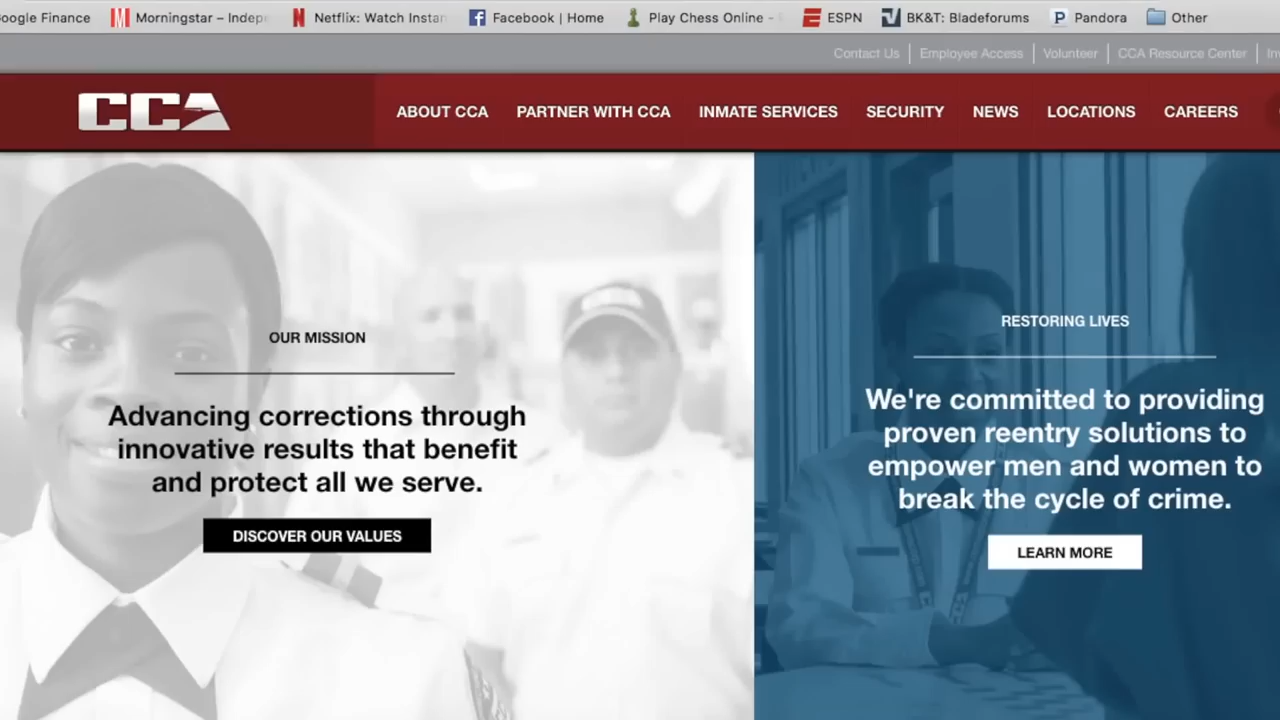 oogle Finance
Morningstar – Indep
Netflix: Watch Instan
Facebook | Home
Play Chess Online -
ESPN
BK&T: Bladeforums
Pandora
Other
Contact Us
Employee Access
Volunteer
CCA Resource Center
In
CCA
ABOUT CCA
PARTNER WITH CCA
INMATE SERVICES
SECURITY
NEWS
LOCATIONS
CAREERS
OUR MISSION
Advancing corrections through
innovative results that benefit
and protect all we serve.
DISCOVER OUR VALUES
RESTORING LIVES
We're committed to providing
proven reentry solutions to
empower men and women to
break the cycle of crime.
LEARN MORE